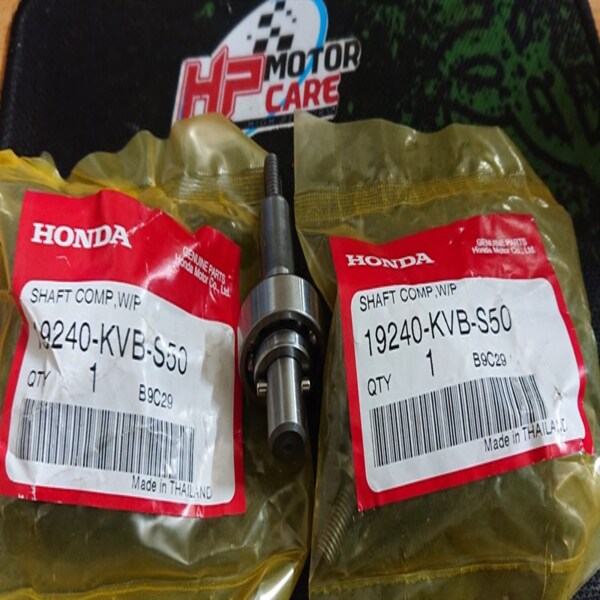 HP MOTOR
CARE
HONDA
GENUINE PARTS
Honda Motor Co., Ltd.
SHAFT COMP,W/P
19240-KVB-S50
QTY 1 B9C29
Made in THAILAND
HONDA
GENUINE PARTS
Honda Motor Co., Ltd.
SHAFT COMP,W/P
19240-KVB-S50
QTY 1 B9C29
Made in THAILAND